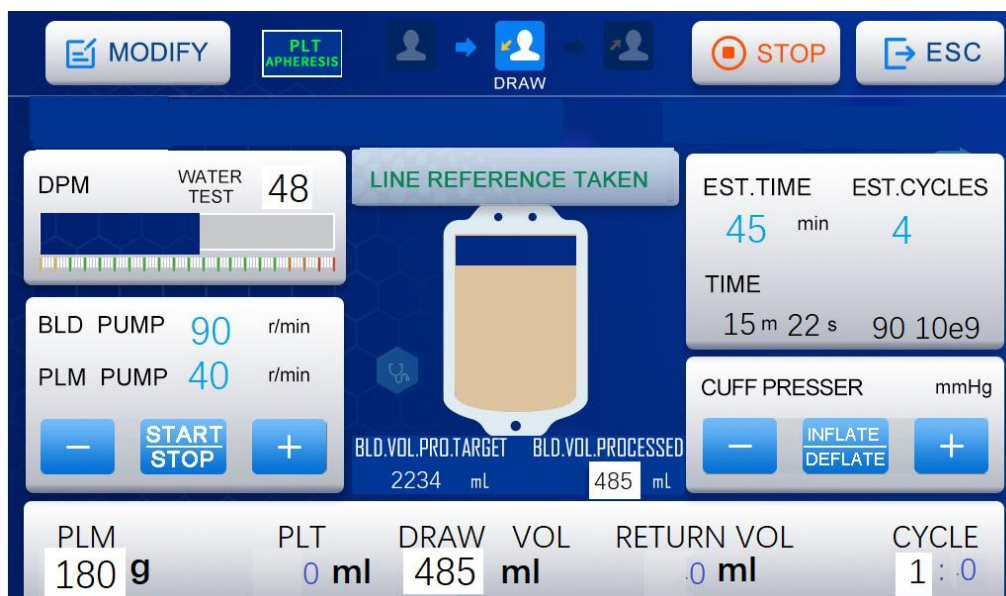 MODIFY
PLT
APHERESIS
DRAW
STOP
ESC
DPM
WATER
TEST
48
LINE REFERENCE TAKEN
EST.TIME EST.CYCLES
45 min 4
TIME
15 m 22 s 90 10e9
BLD PUMP 90 r/min
PLM PUMP 40 r/min
START
STOP
BLD.VOL.PRO.TARGET BLD.VOL.PROCESSED
2234 mL 485 mL
CUFF PRESSER mmHg
INFLATE
DEFLATE
PLM PLT DRAW VOL RETURN VOL CYCLE
180 g 0 ml 485 ml 0 ml 1 : 0